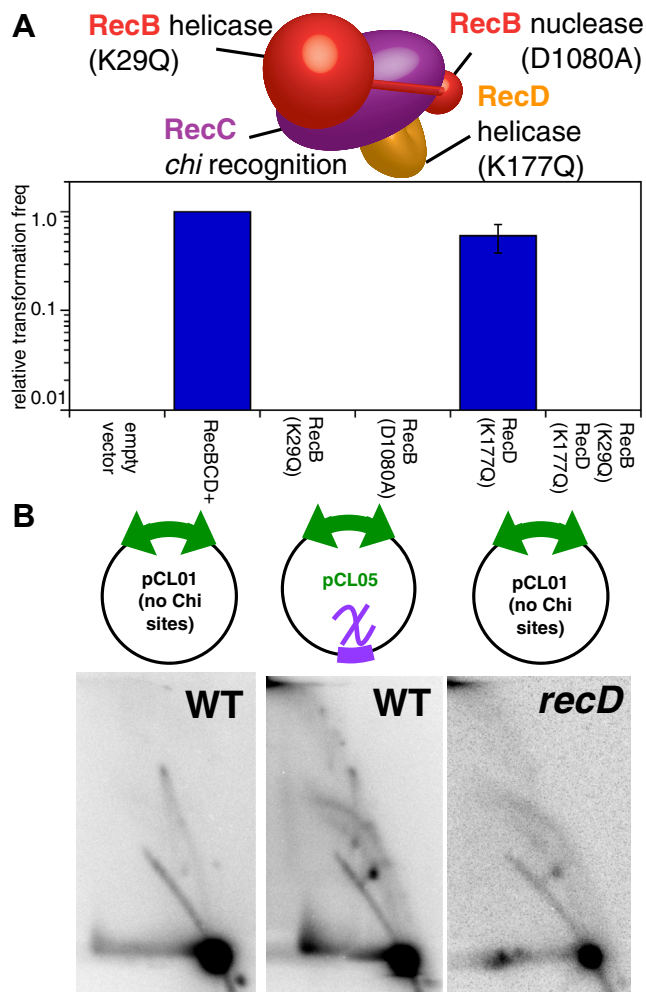 A
RecB helicase
(K29Q)
RecB nuclease
(D1080A)
RecD
helicase
(K177Q)
RecC
chi recognition
relative transformation freq
1.0
0.1
0.01
empty
vector
RecBCD+
RecB
(K29Q)
RecB
(D1080A)
RecD
(K177Q)
RecB
(K29Q)
RecD
(K177Q)
B
pCL01
(no Chi
sites)
pCL05
χ
pCL01
(no Chi
sites)
WT
WT
recD